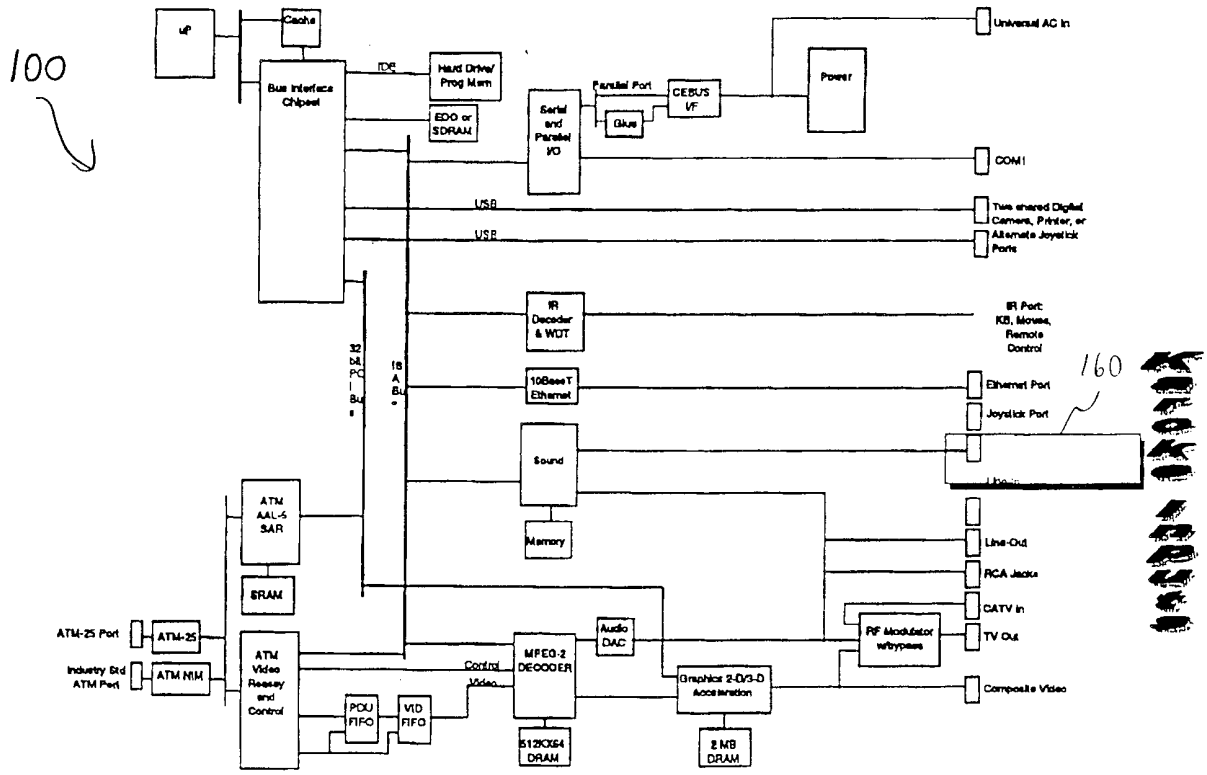 100
uP
Cache
Bus Interface
Chipset
IDE
Hard Drive/
Prog Mem
EDO or
SDRAM
Serial
and
Parallel
I/O
Parallel Port
Glue
CEBUS
I/F
Power
Universal AC In
COM1
USB
Two shared Digital
Camera, Printer, or
USB
Alternate Joystick
Ports
IR
Decoder
& WDT
IR Port:
KB, Moves,
Remote
Control
32
bit,
PC
I
Bu
s
16
A
Bu
s
10BaseT
Ethernet
Ethernet Port
160
Joystick Port
Sound
Line-In
Memory
Line-Out
RCA Jacks
CATV In
TV Out
Composite Video
ATM
AAL-5
SAR
SRAM
ATM-25 Port
ATM-25
Industry Std
ATM Port
ATM NIM
ATM
Video
Reasey
and
Control
PDU
FIFO
VID
FIFO
Control
Video
MPEG-2
DECODER
512KX64
DRAM
Audio
DAC
RF Modulator
w/bypass
Graphics 2-D/3-D
Acceleration
2 MB
DRAM